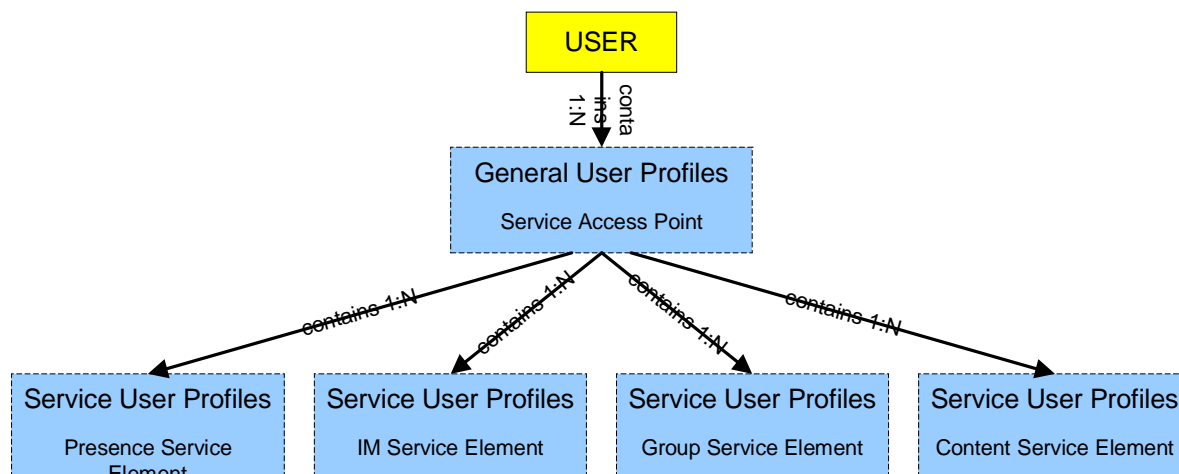 USER
conta
ins
1:N
General User Profiles
Service Access Point
contains 1:N
contains 1:N
contains 1:N
contains 1:N
Service User Profiles
Service User Profiles
Service User Profiles
Service User Profiles
Presence Service
Element
IM Service Element
Group Service Element
Content Service Element